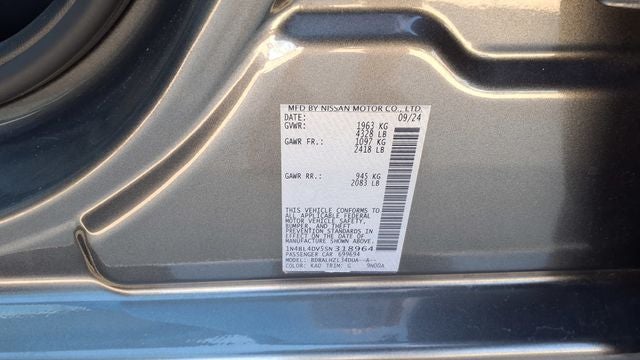 MFD BY NISSAN MOTOR CO., LTD.
DATE: 09/24
GVWR: 1963 KG
4328 LB
GAWR FR.: 1097 KG
2418 LB
GAWR RR.: 945 KG
2083 LB
THIS VEHICLE CONFORMS TO
ALL APPLICABLE FEDERAL
MOTOR VEHICLE SAFETY,
BUMPER, AND THEFT
PREVENTION STANDARDS IN
EFFECT ON THE DATE OF
MANUFACTURE SHOWN ABOVE.
1N4BL4DV5SN318964
PASSENGER CAR 699694
MODEL:
COLOR: KAD TRIM: G